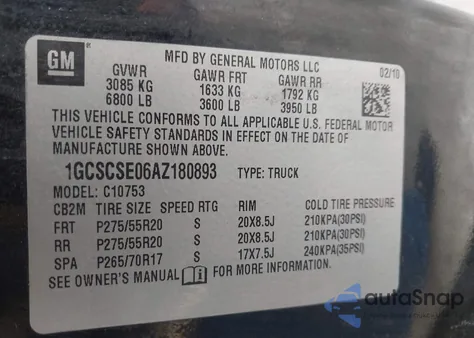 GM
MFD BY GENERAL MOTORS LLC
02/10
GVWR GAWR FRT GAWR RR
3085 KG 1633 KG 1792 KG
6800 LB 3600 LB 3950 LB
THIS VEHICLE CONFORMS TO ALL APPLICABLE U.S. FEDERAL MOTOR
VEHICLE SAFETY STANDARDS IN EFFECT ON THE DATE OF
MANUFACTURE SHOWN ABOVE.
1GCSCSE06AZ180893 TYPE: TRUCK
MODEL: C10753
CB2M TIRE SIZE SPEED RTG RIM COLD TIRE PRESSURE
FRT P275/55R20 S 20X8.5J 210KPA(30PSI)
RR P275/55R20 S 20X8.5J 210KPA(30PSI)
SPA P265/70R17 S 17X7.5J 240KPA(35PSI)
SEE OWNER'S MANUAL FOR MORE INFORMATION.
autoSnap